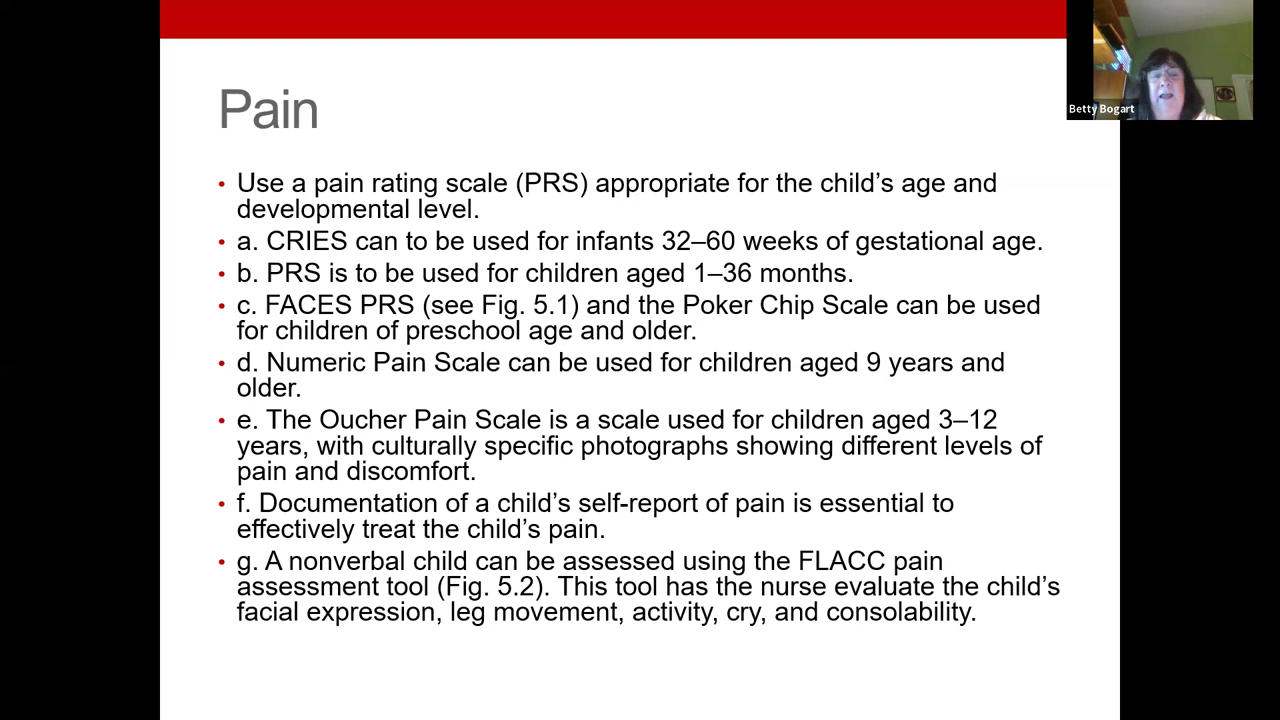 Betty Bogart
Pain
• Use a pain rating scale (PRS) appropriate for the child’s age and
developmental level.
• a. CRIES can to be used for infants 32–60 weeks of gestational age.
• b. PRS is to be used for children aged 1–36 months.
• c. FACES PRS (see Fig. 5.1) and the Poker Chip Scale can be used
for children of preschool age and older.
• d. Numeric Pain Scale can be used for children aged 9 years and
older.
• e. The Oucher Pain Scale is a scale used for children aged 3–12
years, with culturally specific photographs showing different levels of
pain and discomfort.
• f. Documentation of a child’s self-report of pain is essential to
effectively treat the child’s pain.
• g. A nonverbal child can be assessed using the FLACC pain
assessment tool (Fig. 5.2). This tool has the nurse evaluate the child’s
facial expression, leg movement, activity, cry, and consolability.